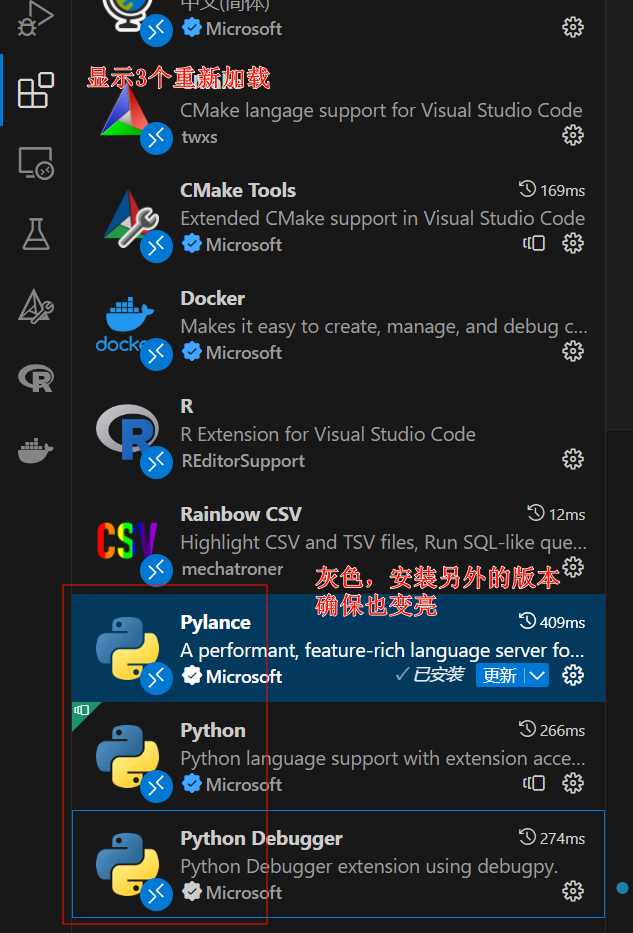 中文(简体)
Microsoft
显示3个重新加载
CMake langage support for Visual Studio Code
twxs
CMake Tools
169ms
Extended CMake support in Visual Studio Code
Microsoft
Docker
Makes it easy to create, manage, and debug c...
docke
Microsoft
R
R Extension for Visual Studio Code
REditorSupport
Rainbow CSV
12ms
CSV
Highlight CSV and TSV files, Run SQL-like que...
mechatroner
灰色，安装另外的版本
确保也变亮
Pylance
409ms
A performant, feature-rich language server fo...
Microsoft
已安装
更新
Python
266ms
Python language support with extension acce...
Microsoft
Python Debugger
274ms
Python Debugger extension using debugpy.
Microsoft